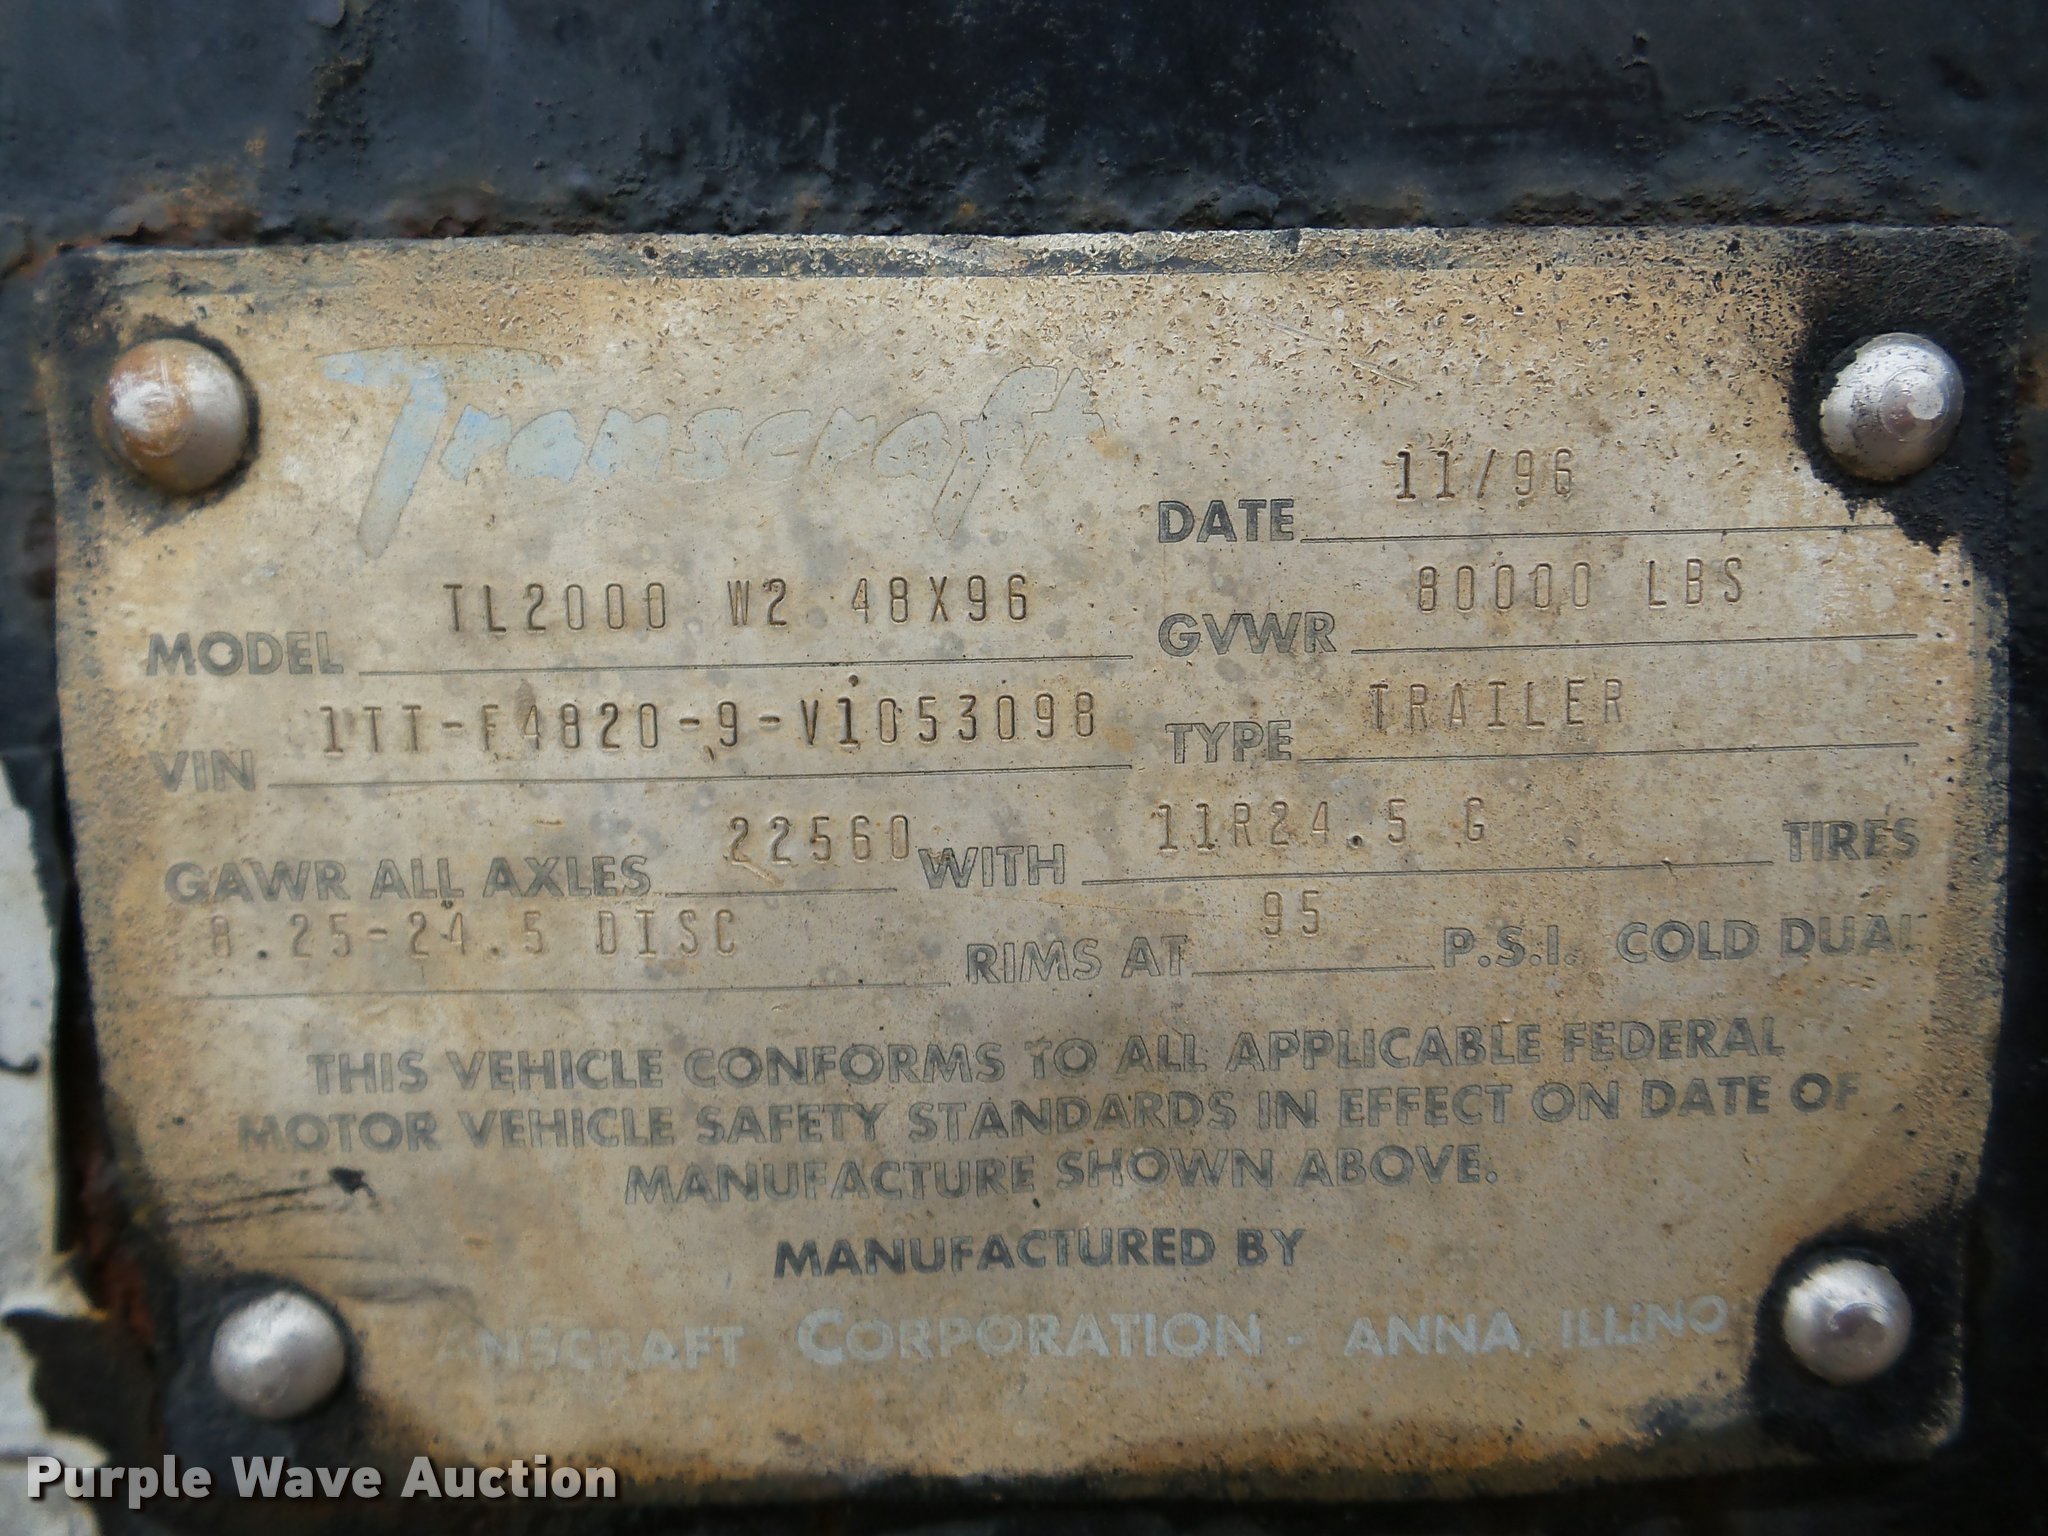 Transcraft
DATE 11/96
MODEL TL2000 W2 48X96
GVWR 80000 LBS
VIN 1TT-F4820-9-V1053098
TYPE TRAILER
GAWR ALL AXLES 22560 WITH 11R24.5 G TIRES
8.25-24.5 DISC RIMS AT 95 P.S.I. COLD DUAL
THIS VEHICLE CONFORMS TO ALL APPLICABLE FEDERAL
MOTOR VEHICLE SAFETY STANDARDS IN EFFECT ON DATE OF
MANUFACTURE SHOWN ABOVE.
MANUFACTURED BY
ANSCRAFT CORPORATION - ANNA, ILLINO
Purple Wave Auction